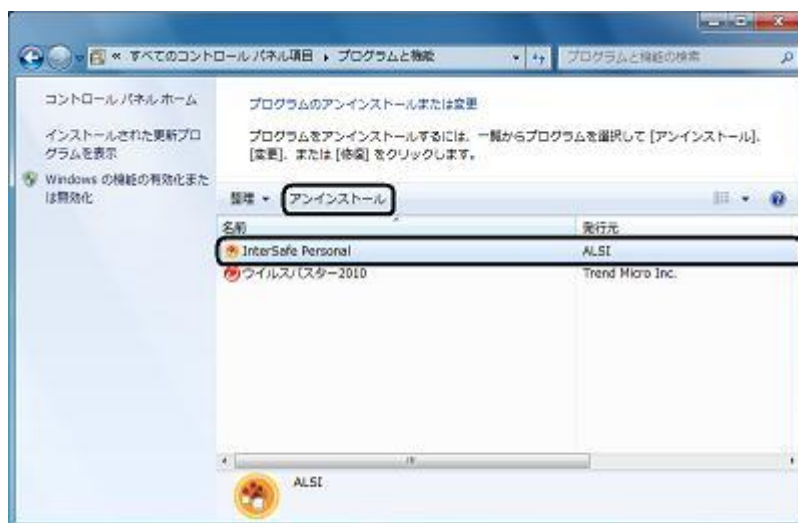 « すべてのコントロール パネル項目 ▸ プログラムと機能
プログラムと機能の検索
コントロール パネル ホーム
インストールされた更新プロ
グラムを表示
Windows の機能の有効化また
は無効化
プログラムのアンインストールまたは変更
プログラムをアンインストールするには、一覧からプログラムを選択して [アンインストール]、
[変更]、または [修復] をクリックします。
整理 アンインストール
名前 発行元
InterSafe Personal ALSI
ウイルスバスター2010 Trend Micro Inc.
ALSI